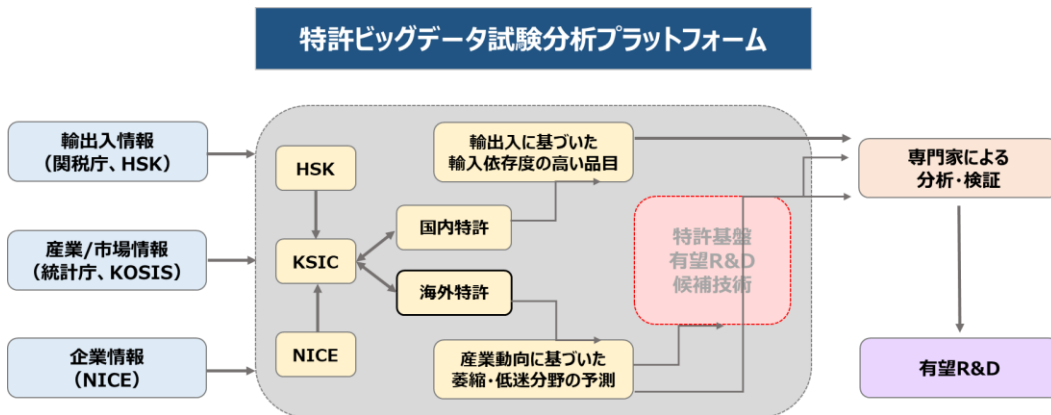 特許ビッグデータ試験分析プラットフォーム
輸出入情報
（関税庁、HSK）
産業/市場情報
（統計庁、KOSIS）
企業情報
（NICE）
HSK
KSIC
NICE
国内特許
海外特許
輸出入に基づいた
輸入依存度の高い品目
特許基盤
有望R&D
候補技術
産業動向に基づいた
萎縮・低迷分野の予測
専門家による
分析・検証
有望R&D